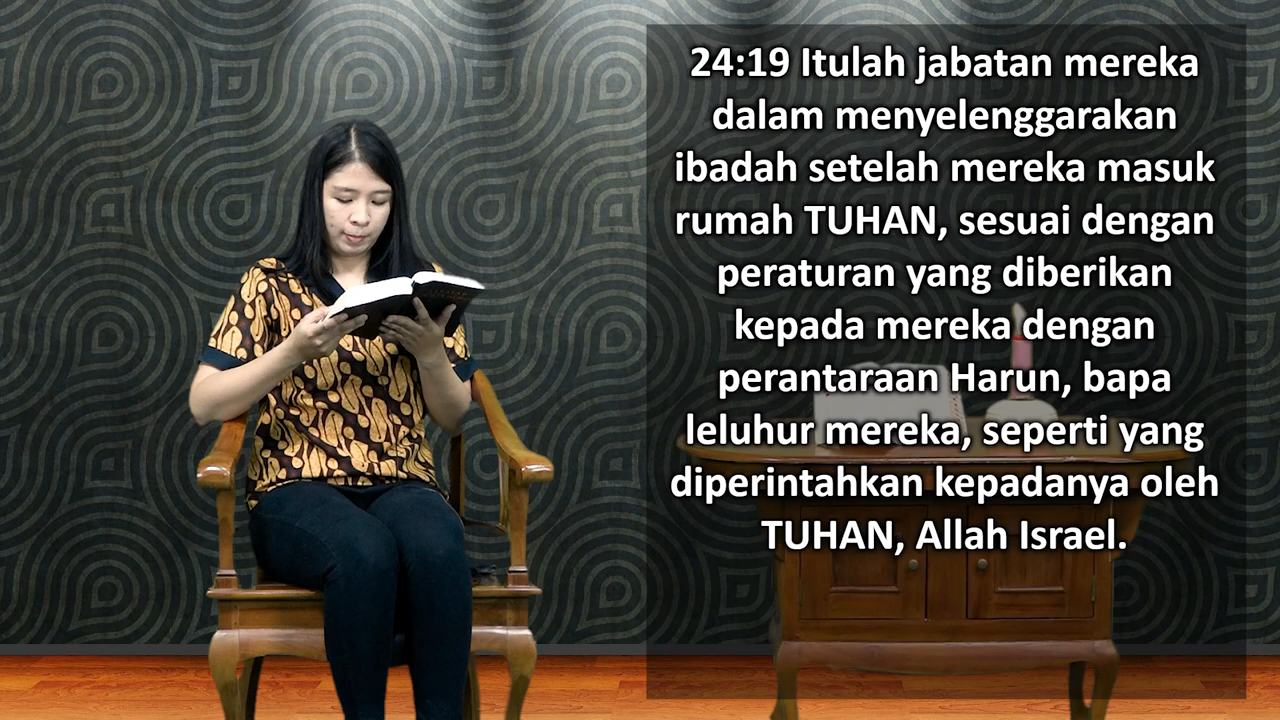 24:19 Itulah jabatan mereka
dalam menyelenggarakan
ibadah setelah mereka masuk
rumah TUHAN, sesuai dengan
peraturan yang diberikan
kepada mereka dengan
perantaraan Harun, bapa
leluhur mereka, seperti yang
diperintahkan kepadanya oleh
TUHAN, Allah Israel.